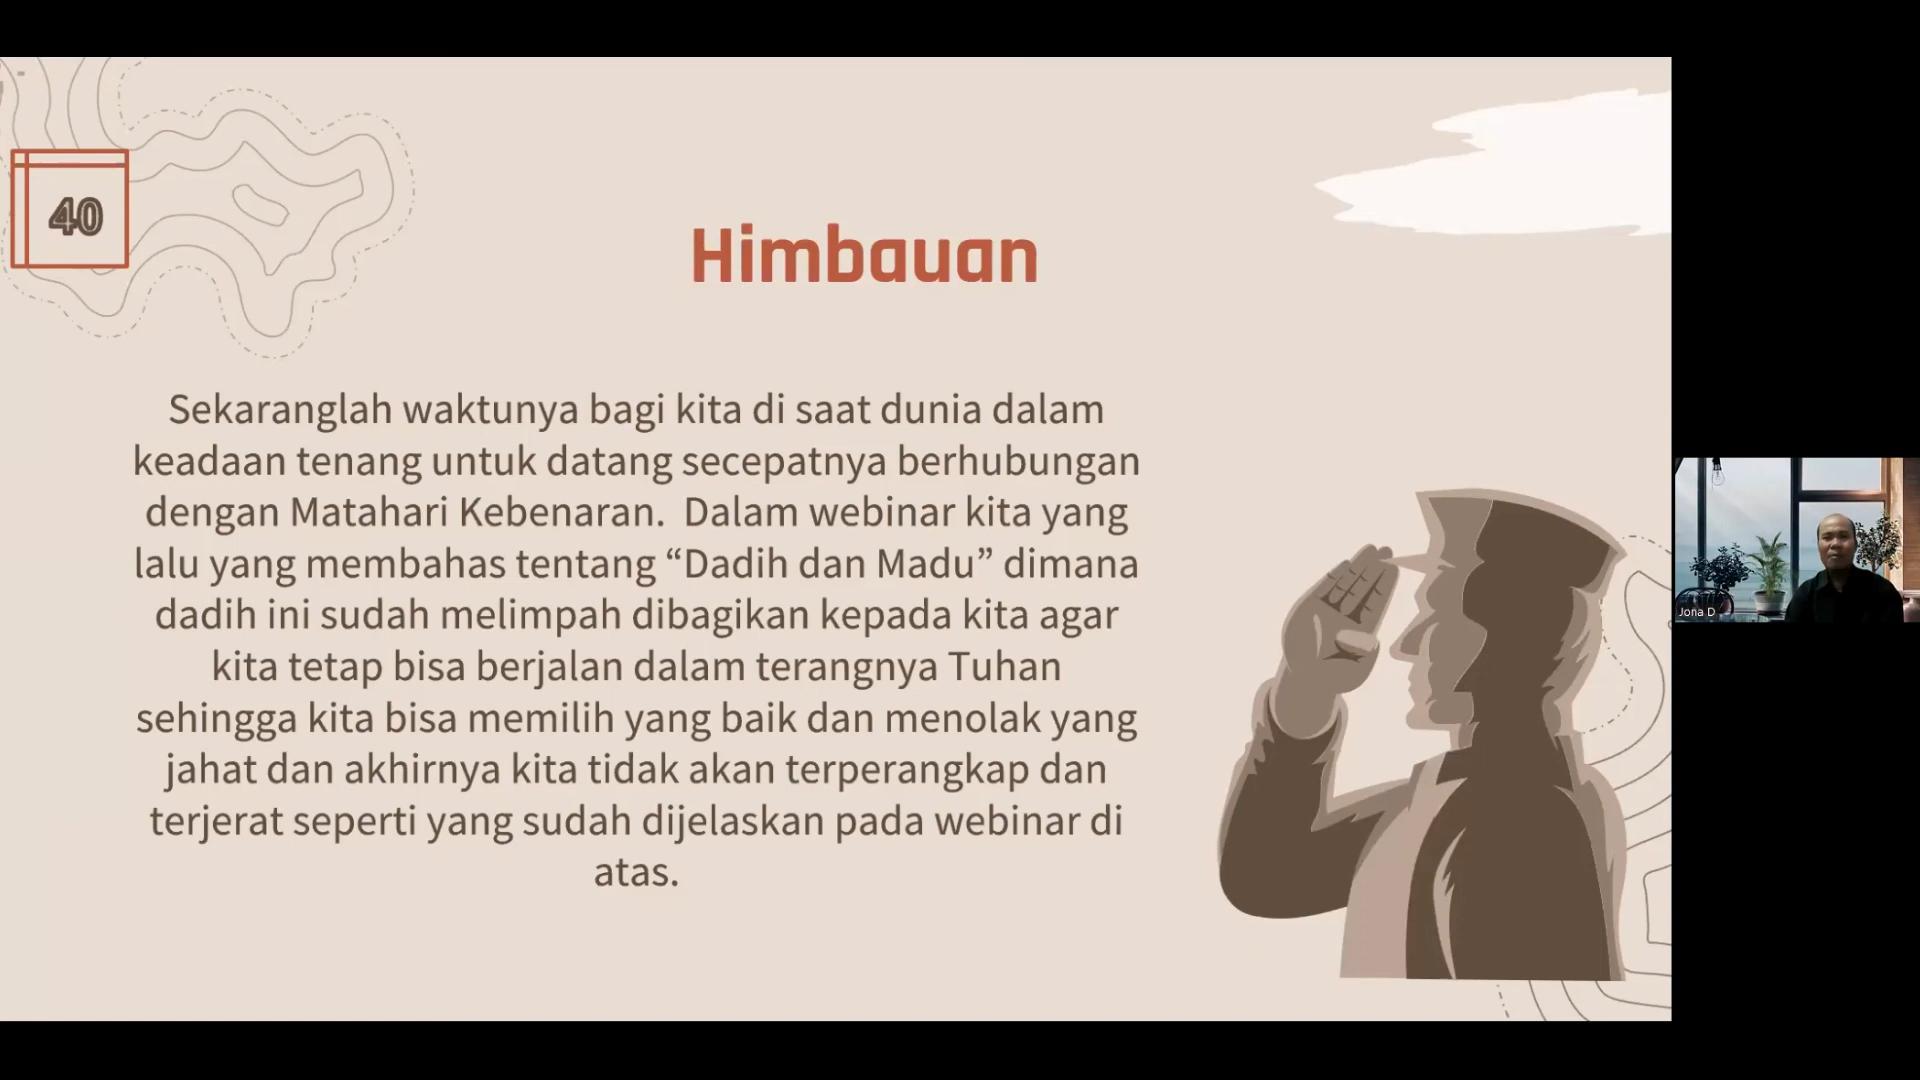 40
Himbauan
Sekaranglah waktunya bagi kita di saat dunia dalam
keadaan tenang untuk datang secepatnya berhubungan
dengan Matahari Kebenaran.  Dalam webinar kita yang
lalu yang membahas tentang “Dadih dan Madu” dimana
dadih ini sudah melimpah dibagikan kepada kita agar
kita tetap bisa berjalan dalam terangnya Tuhan
sehingga kita bisa memilih yang baik dan menolak yang
jahat dan akhirnya kita tidak akan terperangkap dan
terjerat seperti yang sudah dijelaskan pada webinar di
atas.
Jona D